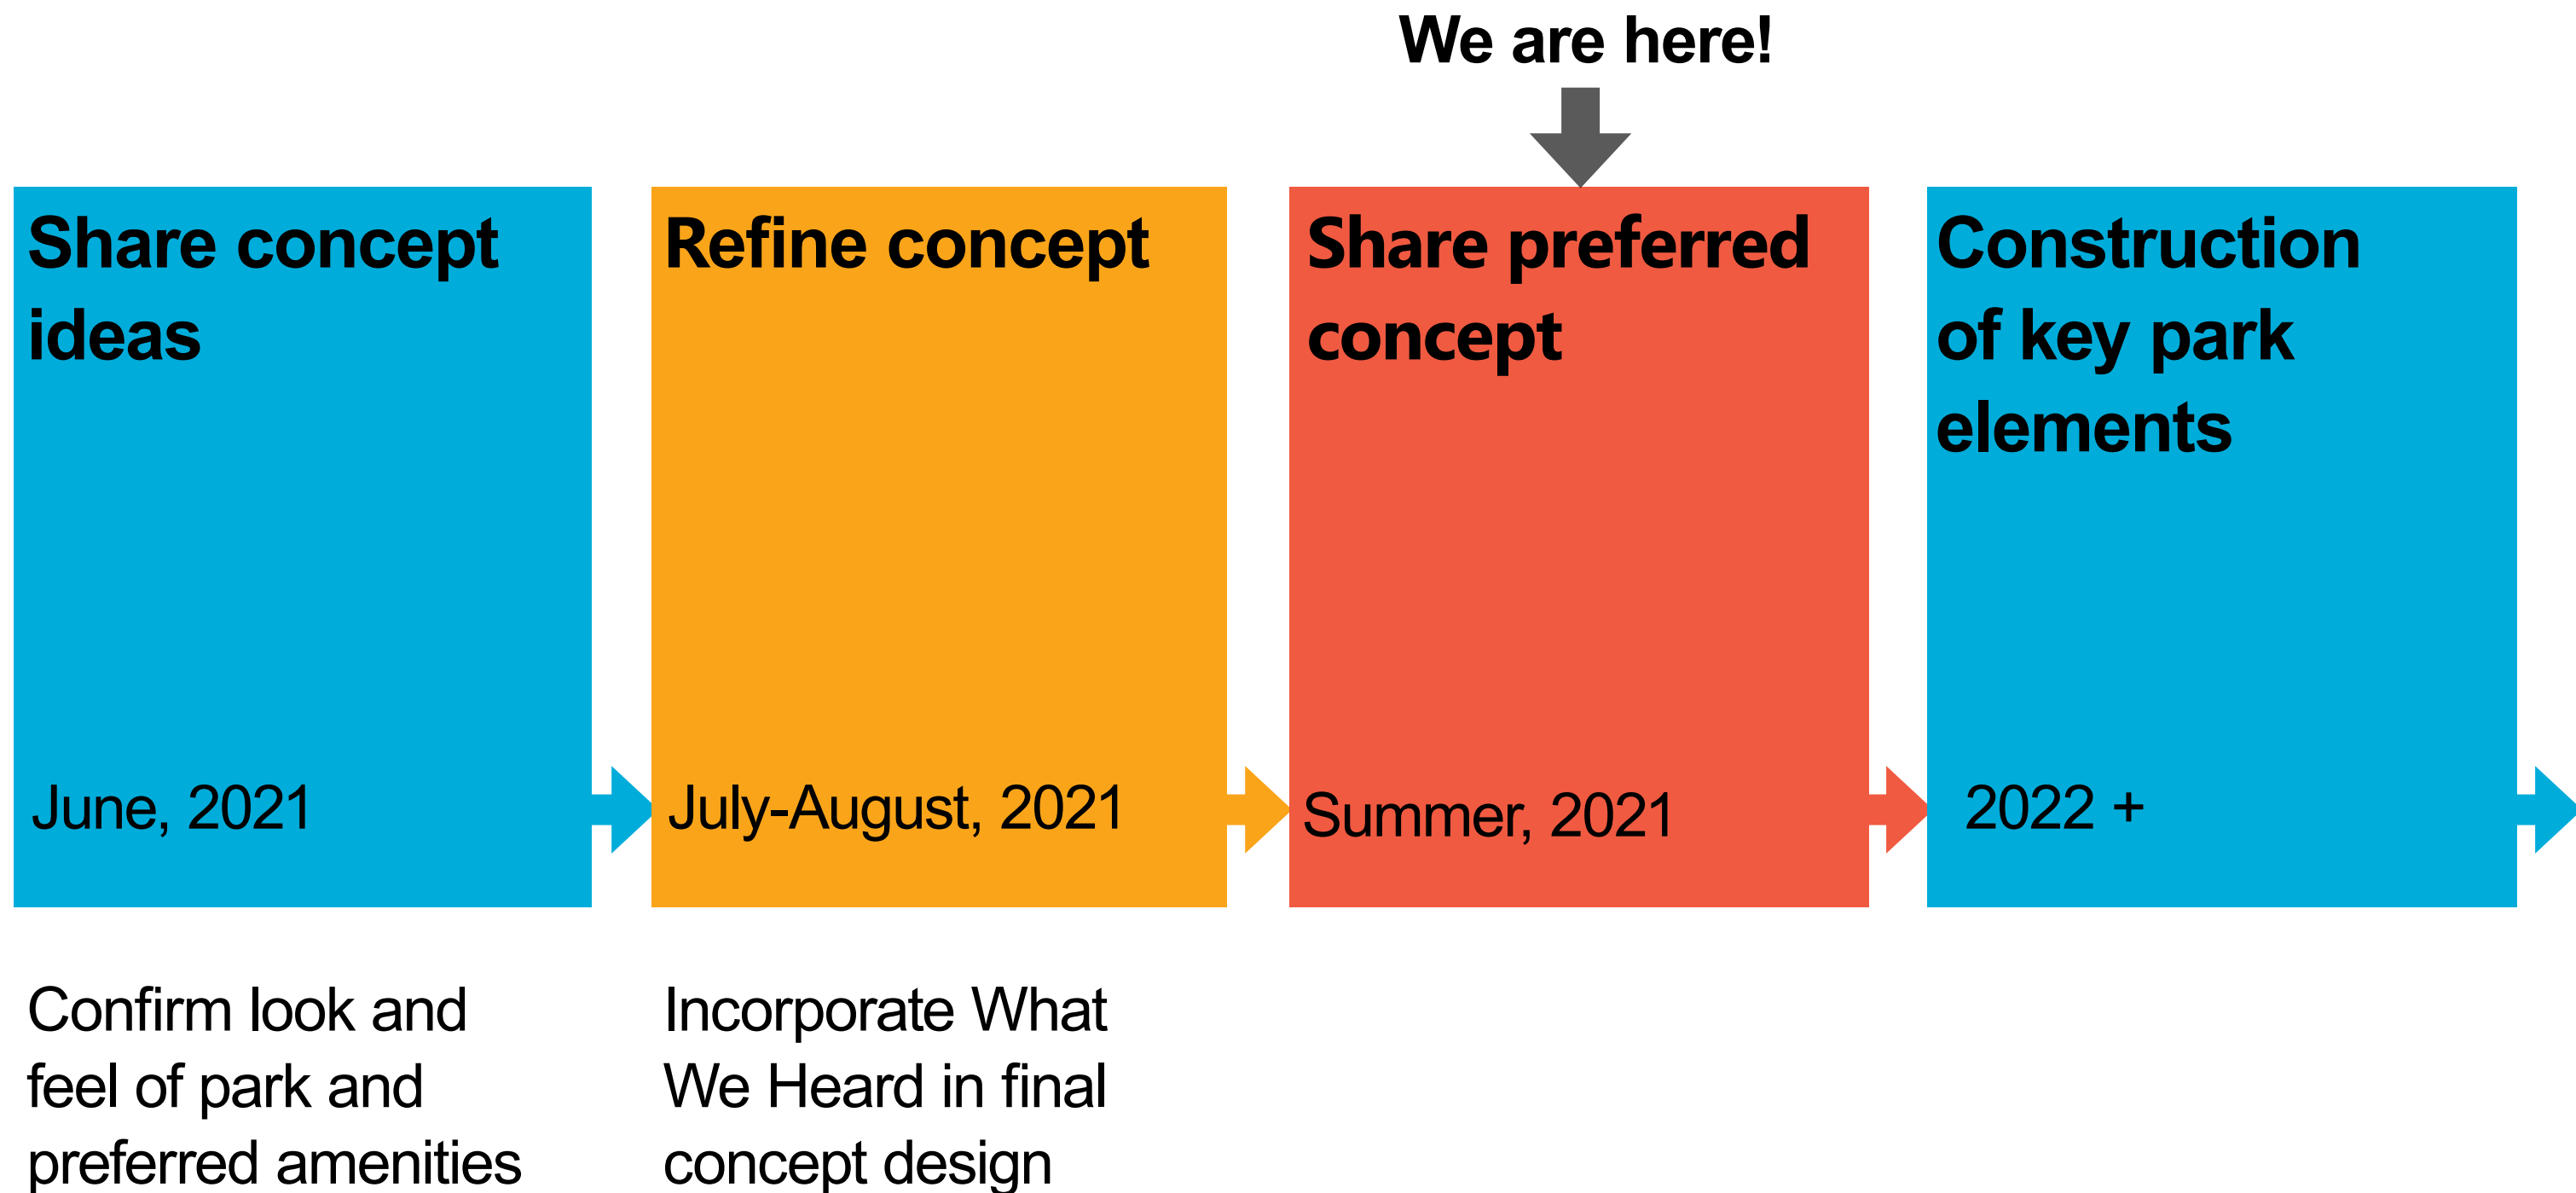 We are here!
Share concept
ideas
June, 2021
Confirm look and
feel of park and
preferred amenities
Refine concept
July-August, 2021
Incorporate What
We Heard in final
concept design
Share preferred
concept
Summer, 2021
Construction
of key park
elements
2022 +